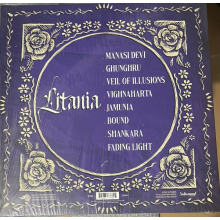 Litania
MANASI DEVI
GHUNGHRU
VEIL OF ILLUSIONS
VIGHNAHARTA
JAMUNIA
BOUND
SHANKARA
FADING LIGHT